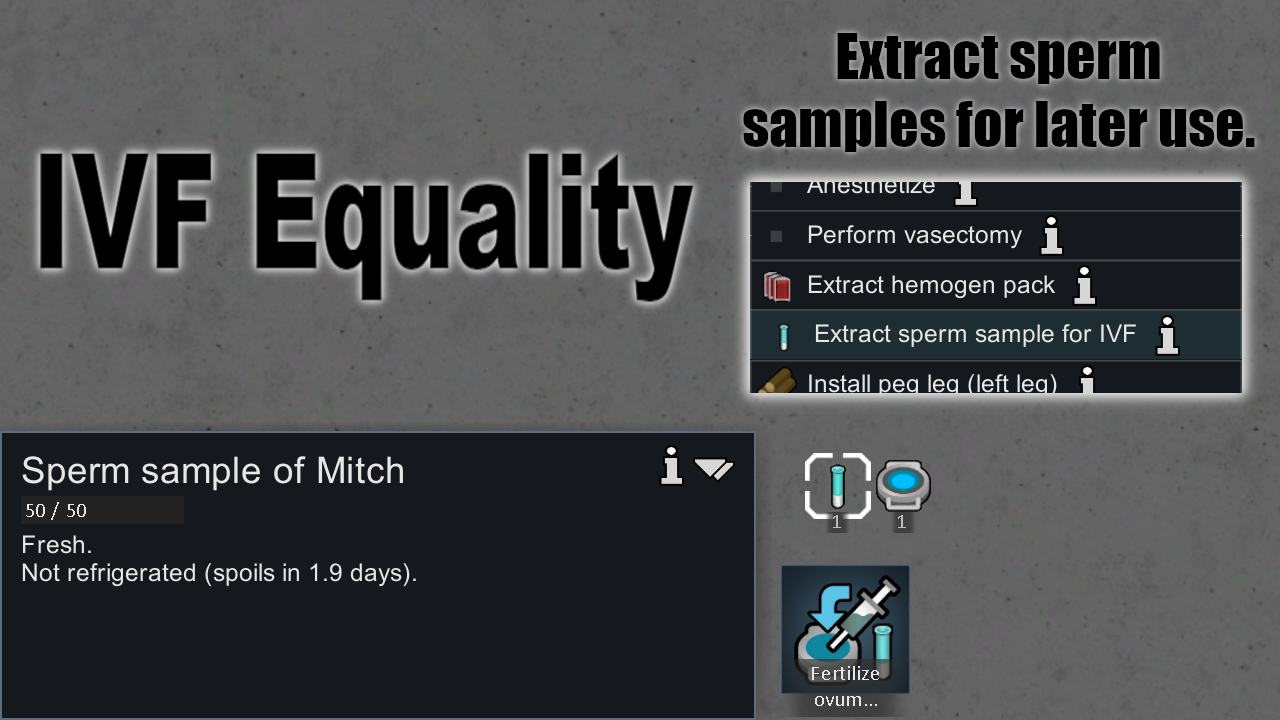 IVF Equality
Extract sperm
samples for later use.
Anesthetize
Perform vasectomy
Extract hemogen pack
Extract sperm sample for IVF
Install peg leg (left leg)
Sperm sample of Mitch
50 / 50
Fresh.
Not refrigerated (spoils in 1.9 days).
1
1
Fertilize
ovum...